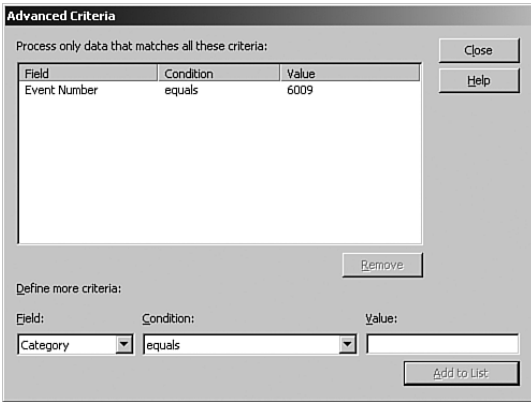 Advanced Criteria
Process only data that matches all these criteria:
Close
Help
Field Condition Value
Event Number equals 6009
Remove
Define more criteria:
Field: Condition: Value:
Category equals
Add to List